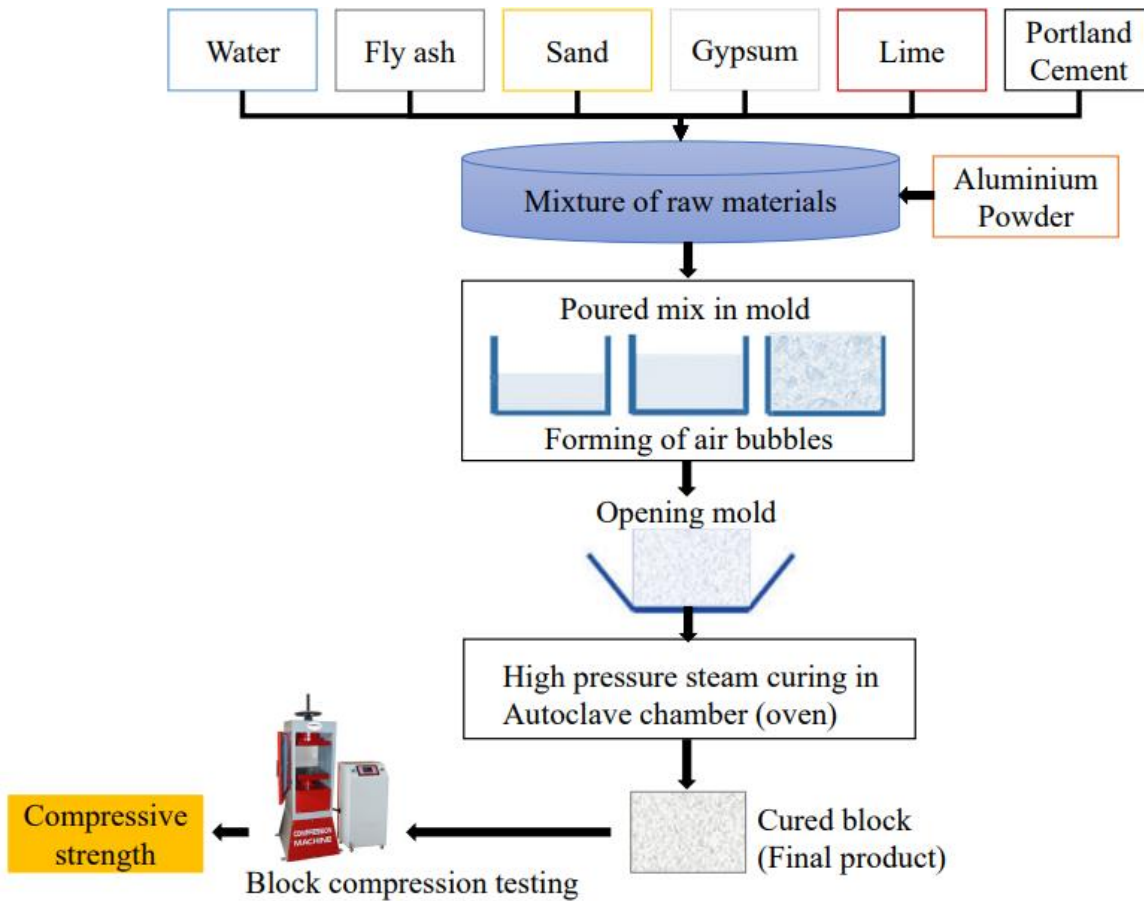 Water
Fly ash
Sand
Gypsum
Lime
Portland
Cement
Mixture of raw materials
Aluminium
Powder
Poured mix in mold
Forming of air bubbles
Opening mold
High pressure steam curing in
Autoclave chamber (oven)
Cured block
(Final product)
COMPRESSION
MACHINE
Block compression testing
Compressive
strength